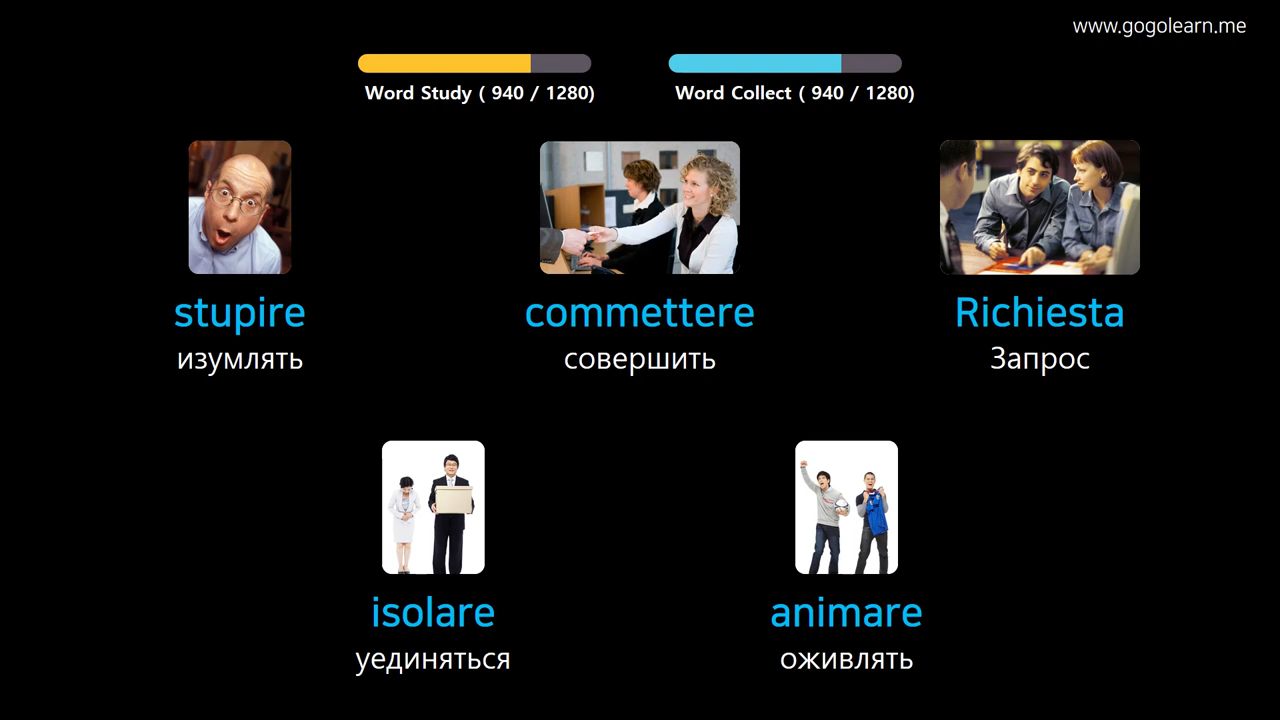 www.gogolearn.me
Word Study ( 940 / 1280)
Word Collect ( 940 / 1280)
stupire
изумлять
commettere
совершить
Richiesta
Запрос
isolare
уединяться
animare
оживлять